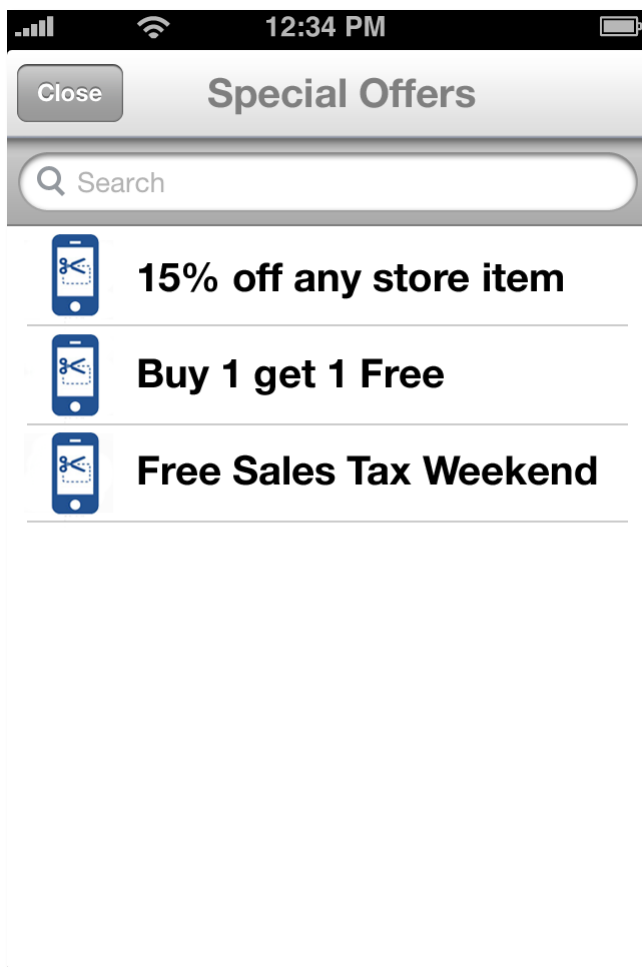 12:34 PM
Close
Special Offers
Search
15% off any store item
Buy 1 get 1 Free
Free Sales Tax Weekend